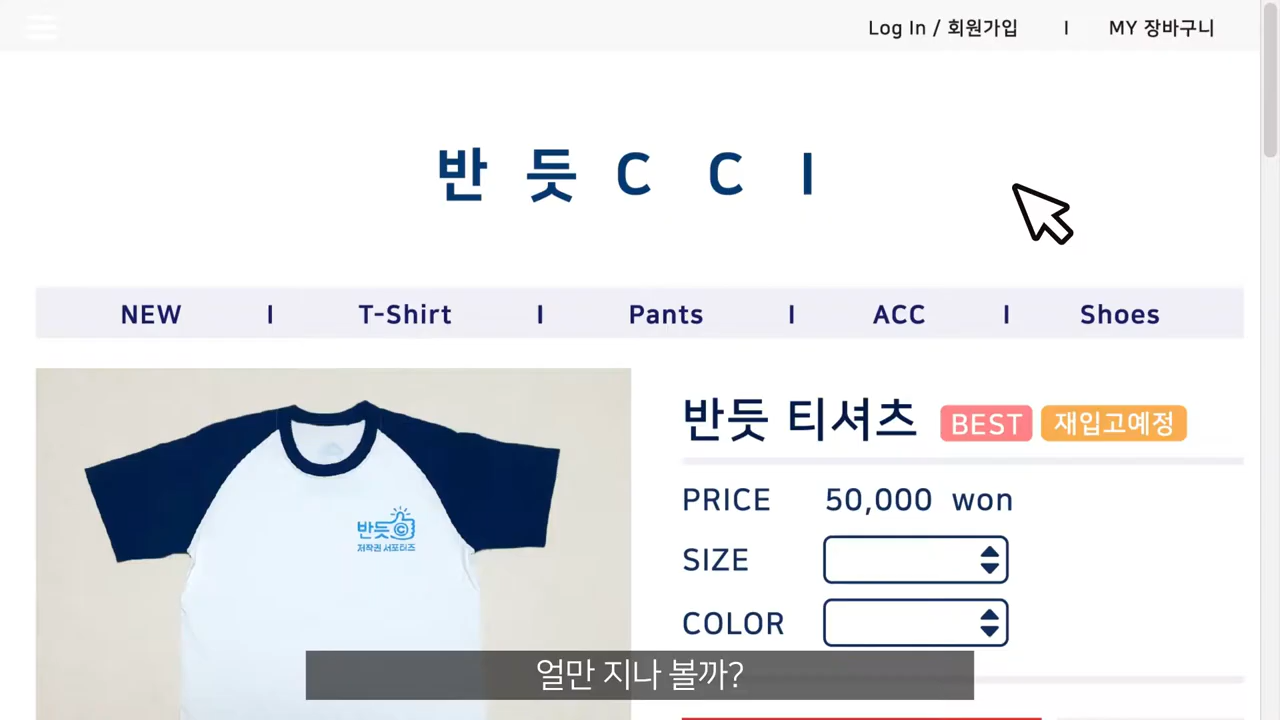 Log In / 회원가입 I MY 장바구니
반 듯 C C I
NEW I T-Shirt I Pants I ACC I Shoes
반듯 티셔츠 BEST 재입고예정
PRICE 50,000 won
SIZE
COLOR
반듯ⓒ
저작권 서포터즈
얼만 지나 볼까?